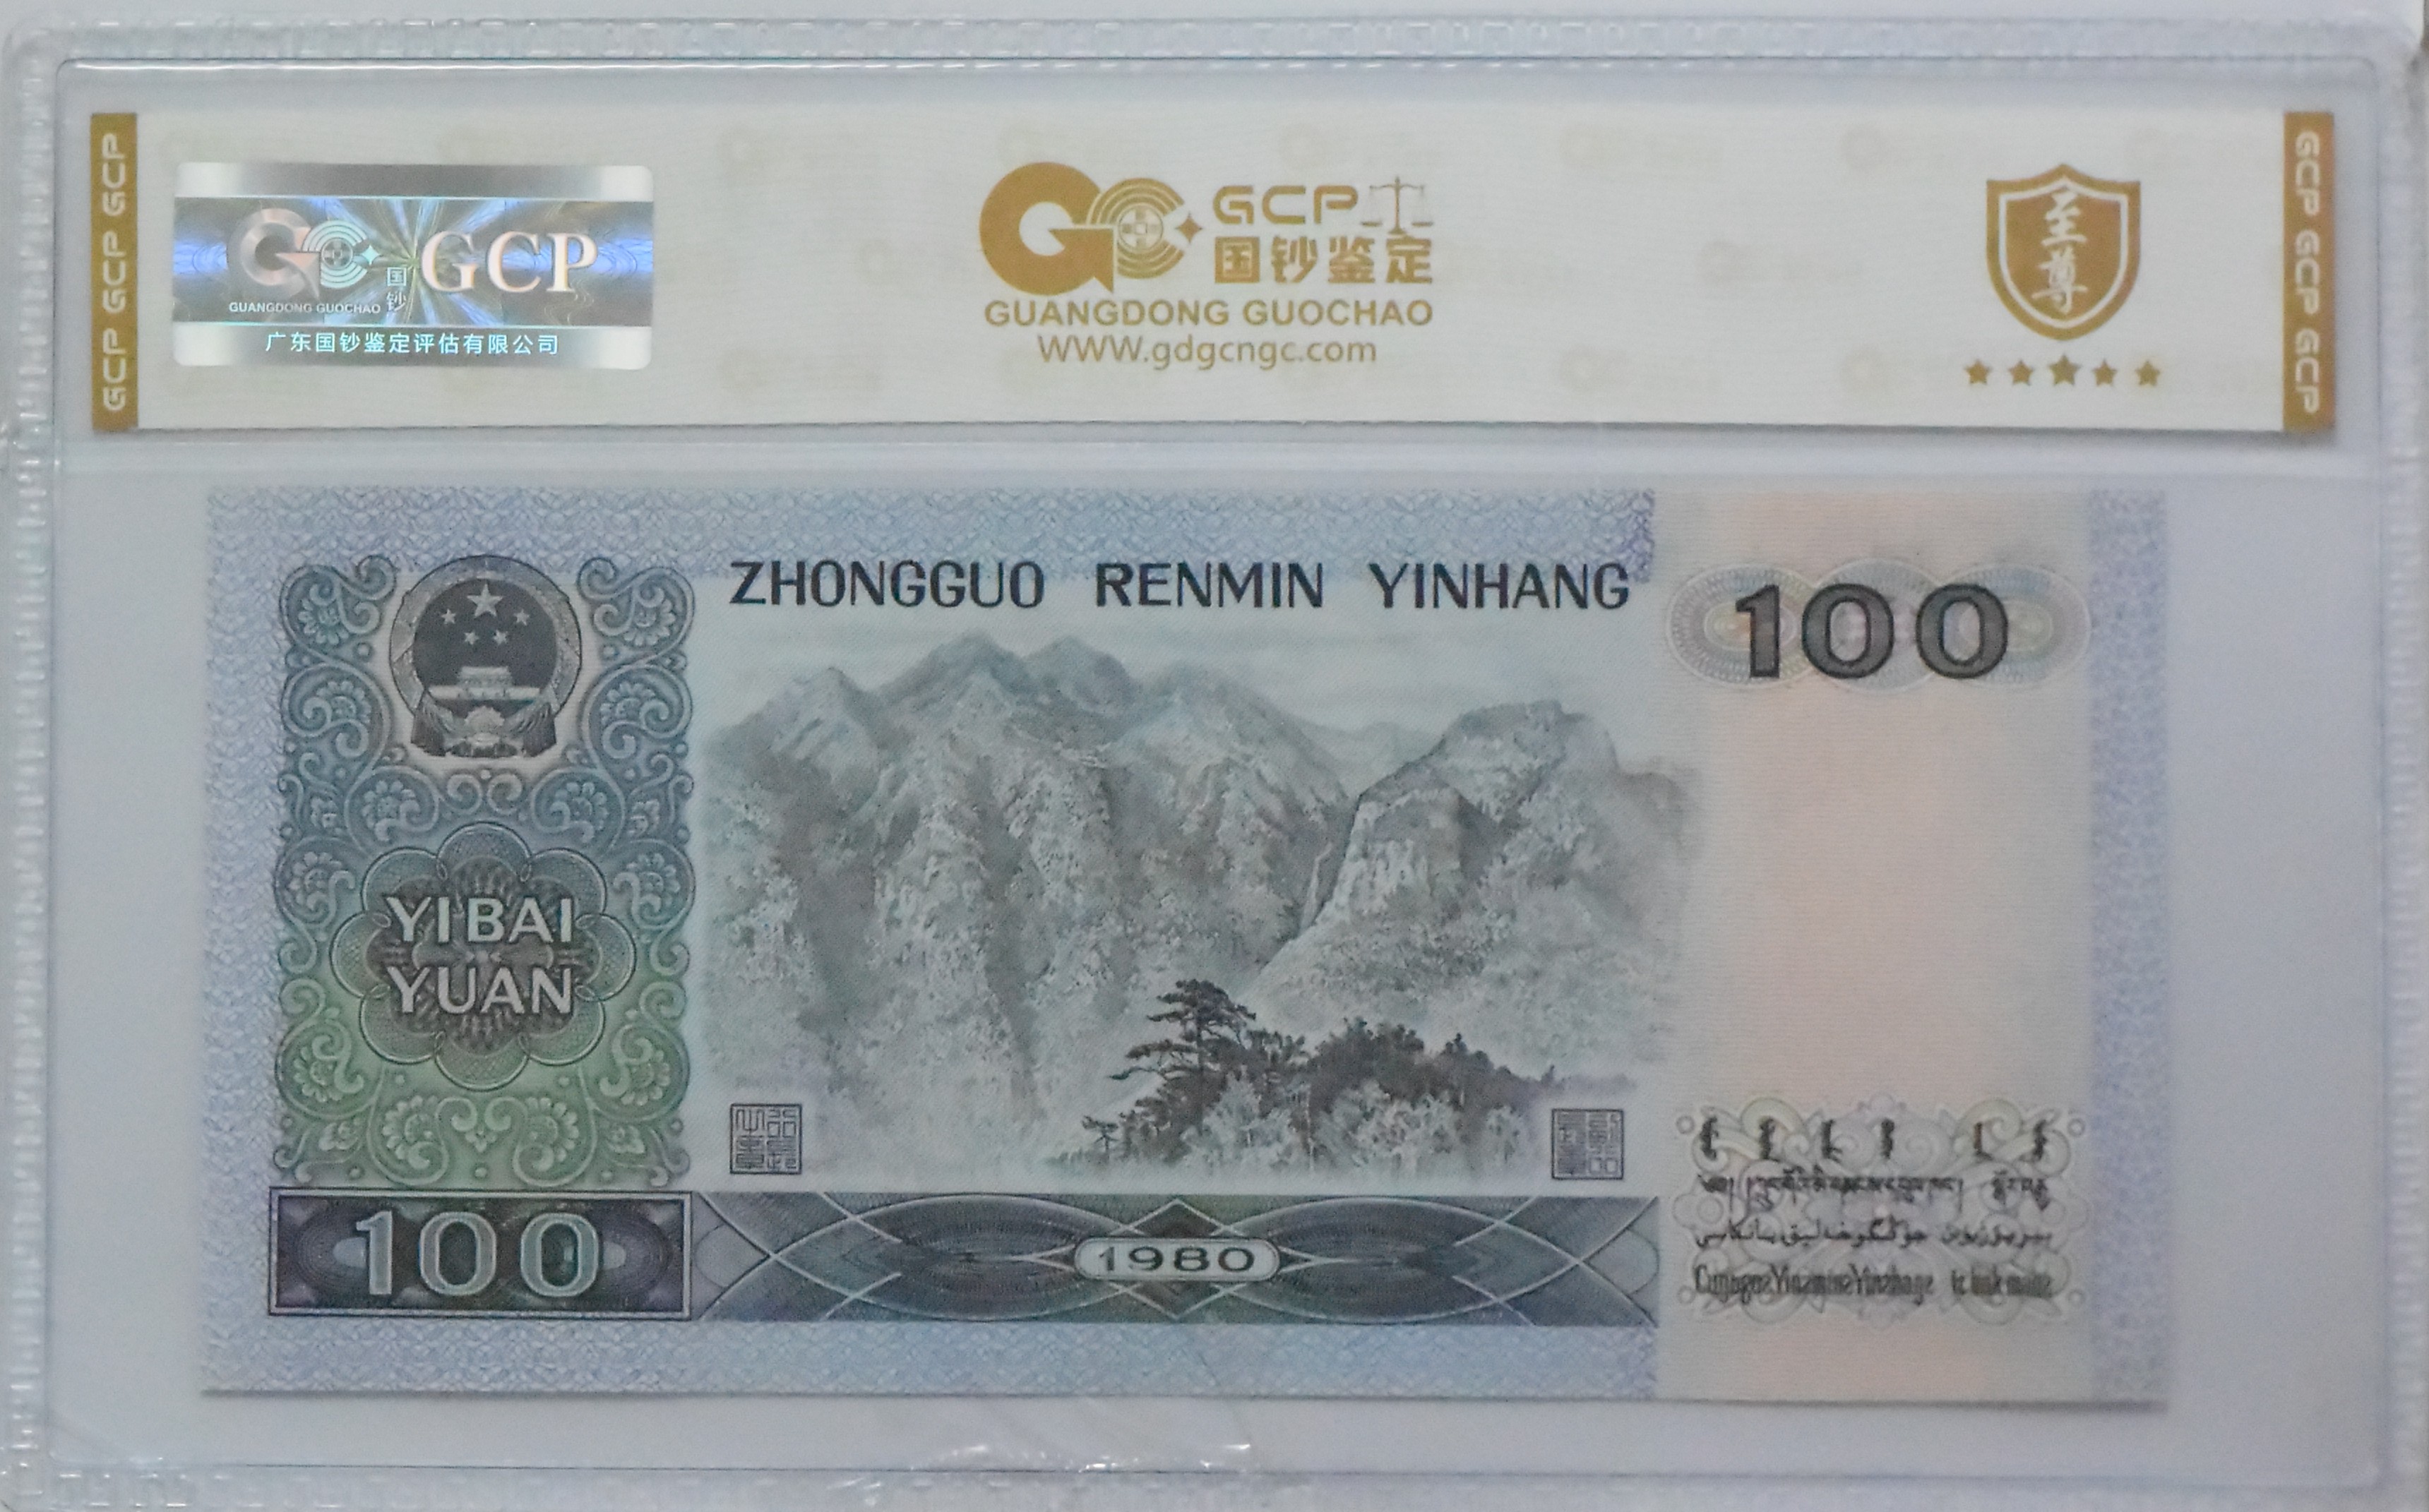 GCP GCP GCP
GCP
国
钞
GUANGDONG GUOCHAO
广东国钞鉴定评估有限公司
GCP
国钞鉴定
GUANGDONG GUOCHAO
WWW.gdgcngc.com
至
尊
GCP GCP GCP
ZHONGGUO RENMIN YINHANG
100
YI BAI
YUAN
100
1980